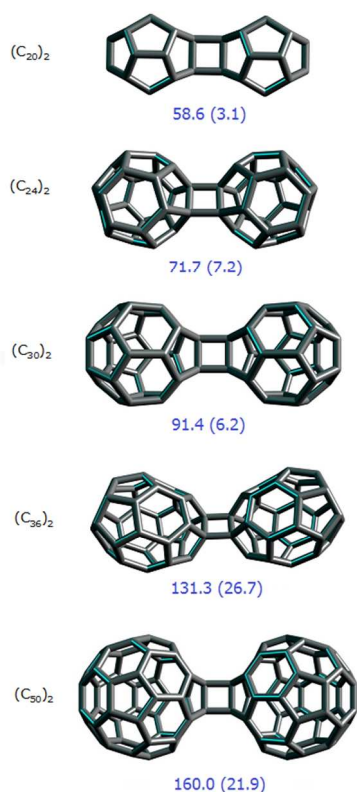 (C₂₀)₂
58.6 (3.1)
(C₂₄)₂
71.7 (7.2)
(C₃₀)₂
91.4 (6.2)
(C₃₆)₂
131.3 (26.7)
(C₅₀)₂
160.0 (21.9)